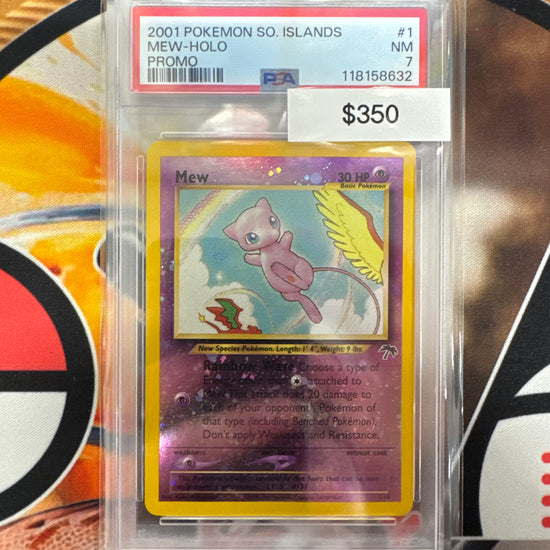 2001 POKEMON SO. ISLANDS #1
MEW-HOLO NM
PROMO PSA 7
118158632
$350
Mew 30 HP
Basic Pokémon
New Species Pokémon. Length: 1' 4", Weight: 9 lbs.
Rainbow Wave Choose a type of
Energy other than attached to
Mew. This attack does 20 damage to
each of your opponent's Pokémon of
that type (including Benched Pokémon).
Don't apply Weakness and Resistance.
weakness resistance retreat cost